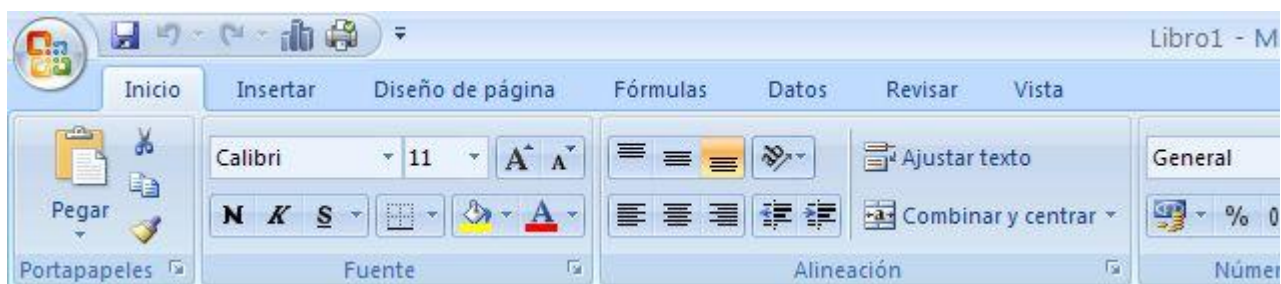 Libro1 - M
Inicio Insertar Diseño de página Fórmulas Datos Revisar Vista
Calibri 11 A A Ajustar texto General
Pegar N K S A a Combinar y centrar % 0
Portapapeles Fuente Alineación Númer